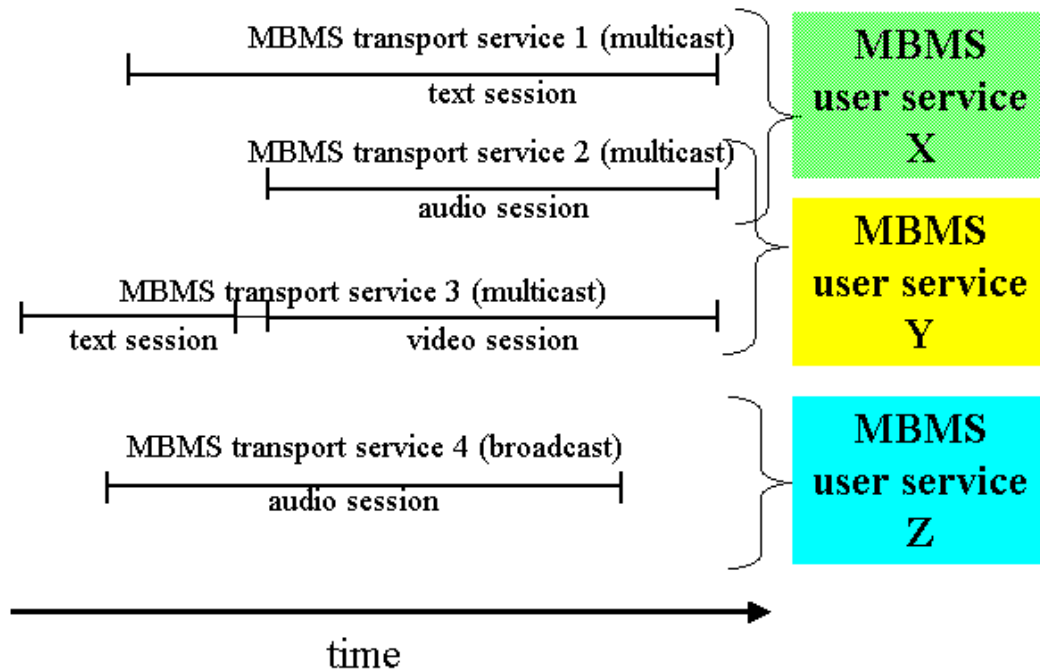 MBMS transport service 1 (multicast)
text session
MBMS transport service 2 (multicast)
audio session
MBMS transport service 3 (multicast)
text session
video session
MBMS transport service 4 (broadcast)
audio session
time
MBMS
user service
X
MBMS
user service
Y
MBMS
user service
Z